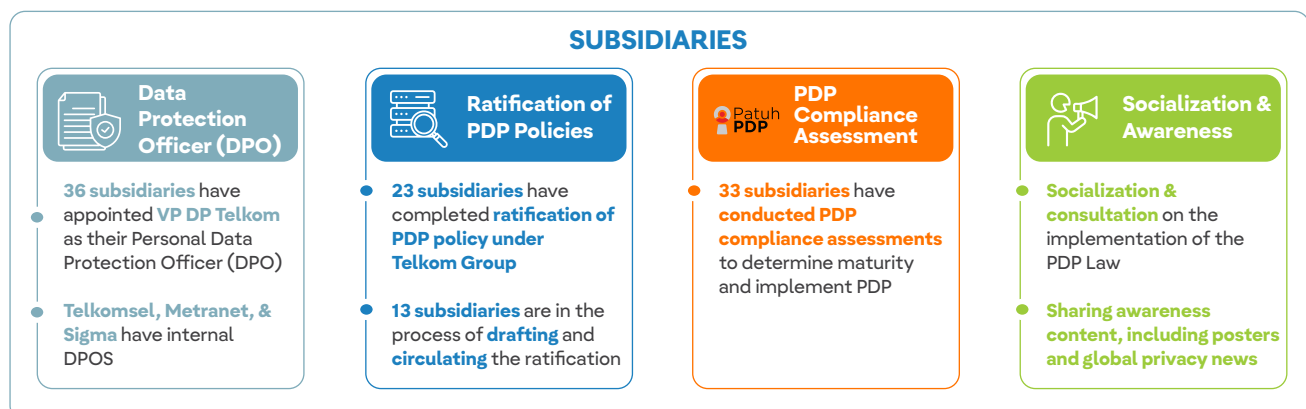 SUBSIDIARIES
Data
Protection
Officer (DPO)
36 subsidiaries have
appointed VP DP Telkom
as their Personal Data
Protection Officer (DPO)
Telkomsel, Metranet, &
Sigma have internal
DPOS
Ratification of
PDP Policies
23 subsidiaries have
completed ratification of
PDP policy under
Telkom Group
13 subsidiaries are in the
process of drafting and
circulating the ratification
Patuh
PDP
PDP
Compliance
Assessment
33 subsidiaries have
conducted PDP
compliance assessments
to determine maturity
and implement PDP
Socialization &
Awareness
Socialization &
consultation on the
implementation of the
PDP Law
Sharing awareness
content, including posters
and global privacy news